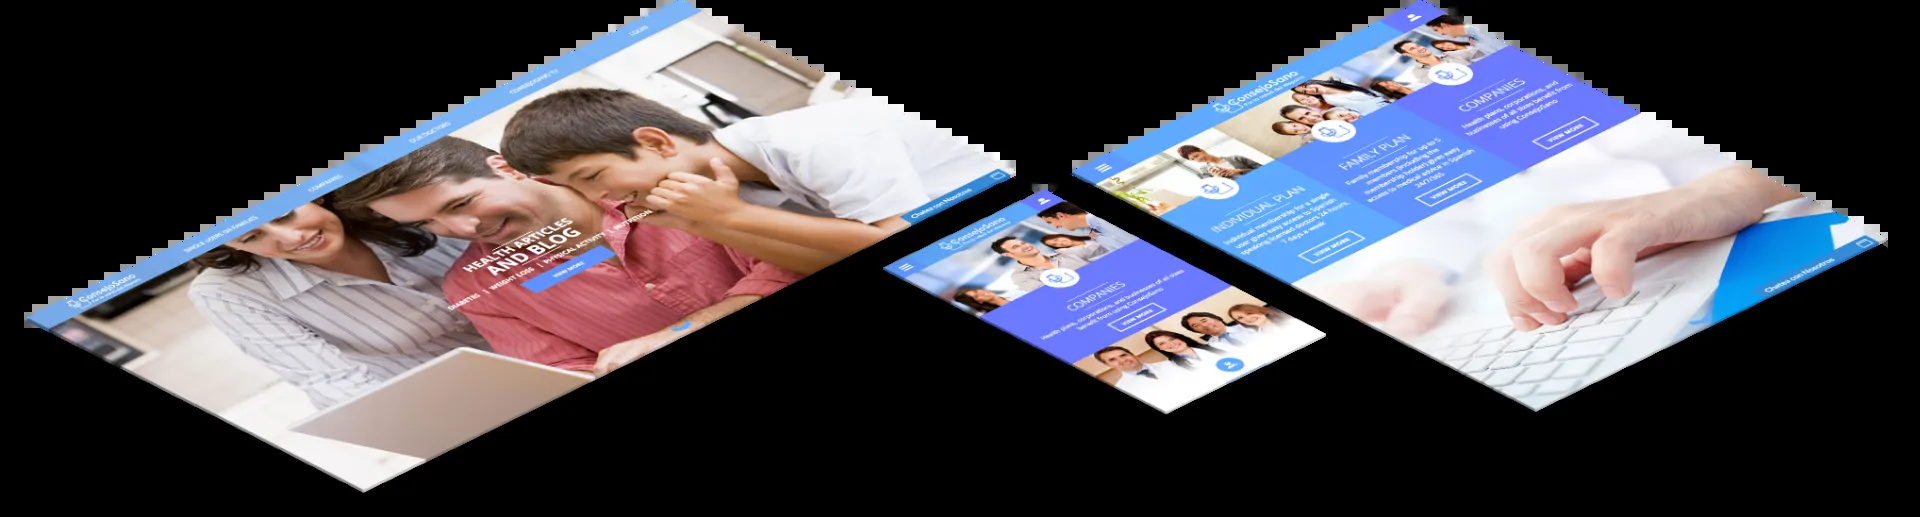 LOGIN
CONSEJOSANO TV
OUR DOCTORS
COMPANIES
SINGLE USERS OR FAMILIES
ConsejoSano
HEALTH ARTICLES
AND BLOG
DIABETES | WEIGHT LOSS | PHYSICAL ACTIVITY | NUTRITION
VIEW MORE
Chatea con Nosotros
ConsejoSano
COMPANIES
Health plans, corporations, and businesses of all sizes
benefit from using ConsejoSano
VIEW MORE
ConsejoSano
INDIVIDUAL PLAN
Individual membership for a single
user gives easy access to Spanish
speaking licensed doctors 24 hours,
7 days a week
VIEW MORE
FAMILY PLAN
Family membership for up to 5
members (including the
membership holder) gives easy
access to medical advice in Spanish
24/7/365
VIEW MORE
COMPANIES
Health plans, corporations, and
businesses of all sizes benefit from
using ConsejoSano
VIEW MORE
Chatea con Nosotros